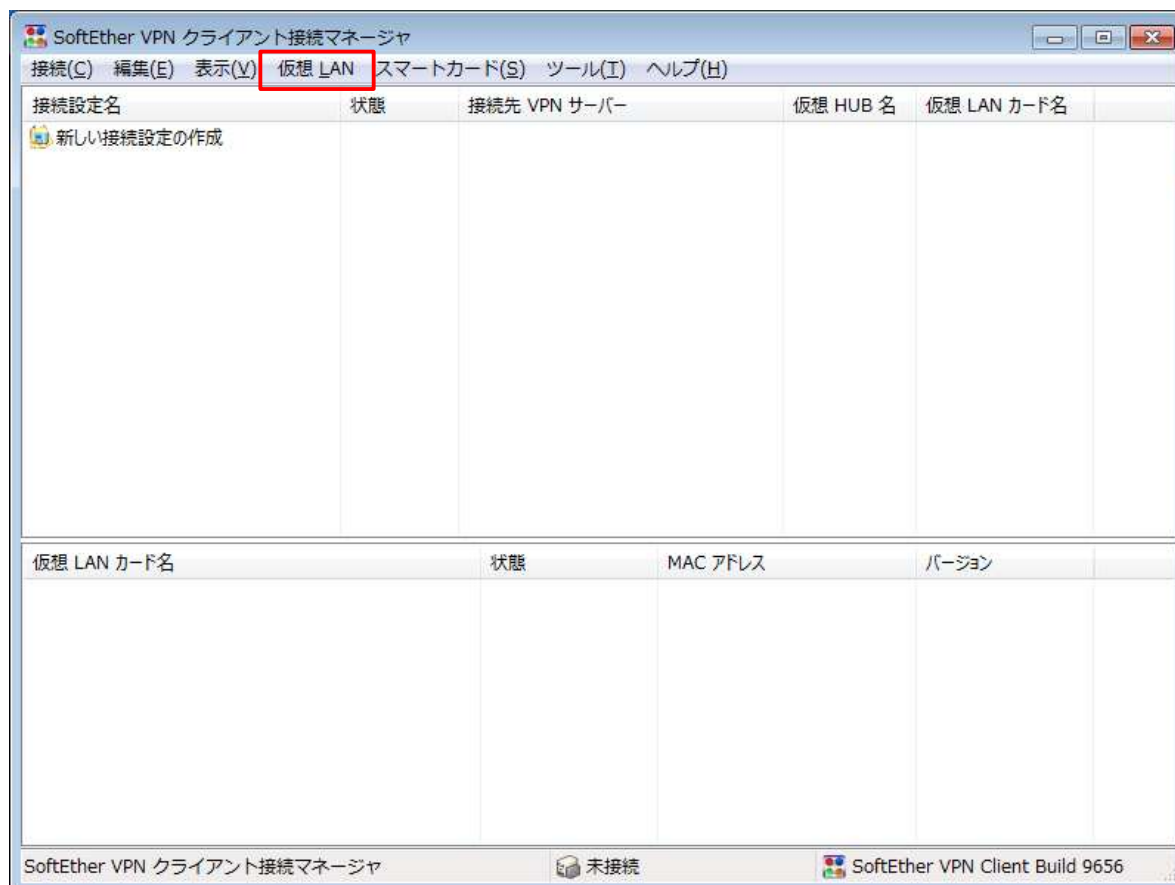 SoftEther VPN クライアント接続マネージャ
接続(C) 編集(E) 表示(V) 仮想 LAN スマートカード(S) ツール(T) ヘルプ(H)
接続設定名 状態 接続先 VPN サーバー 仮想 HUB 名 仮想 LAN カード名
新しい接続設定の作成
仮想 LAN カード名 状態 MAC アドレス バージョン
SoftEther VPN クライアント接続マネージャ 未接続 SoftEther VPN Client Build 9656